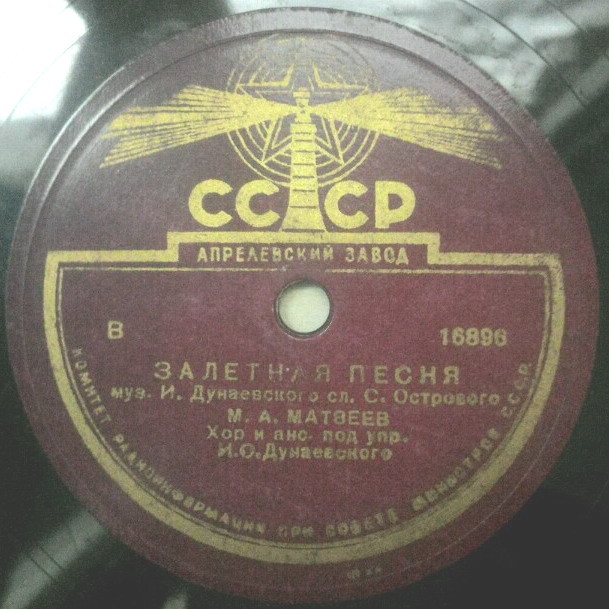 СССР
АПРЕЛЕВСКИЙ ЗАВОД
В 16896
ЗАЛЕТНАЯ ПЕСНЯ
муз. И. Дунаевского сл. С. Острового
М. А. МАТВЕЕВ
Хор и анс. под упр.
И.О.Дунаевского
КОМИТЕТ РАДИОИНФОРМАЦИИ ПРИ СОВЕТЕ МИНИСТРОВ СССР